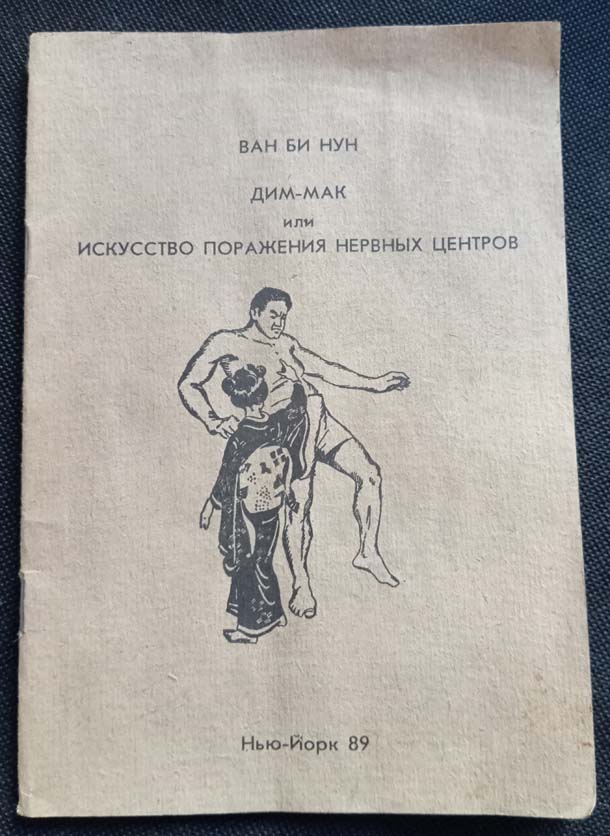 ВАН БИ НУН
ДИМ-МАК
или
ИСКУССТВО ПОРАЖЕНИЯ НЕРВНЫХ ЦЕНТРОВ
Нью-Йорк 89